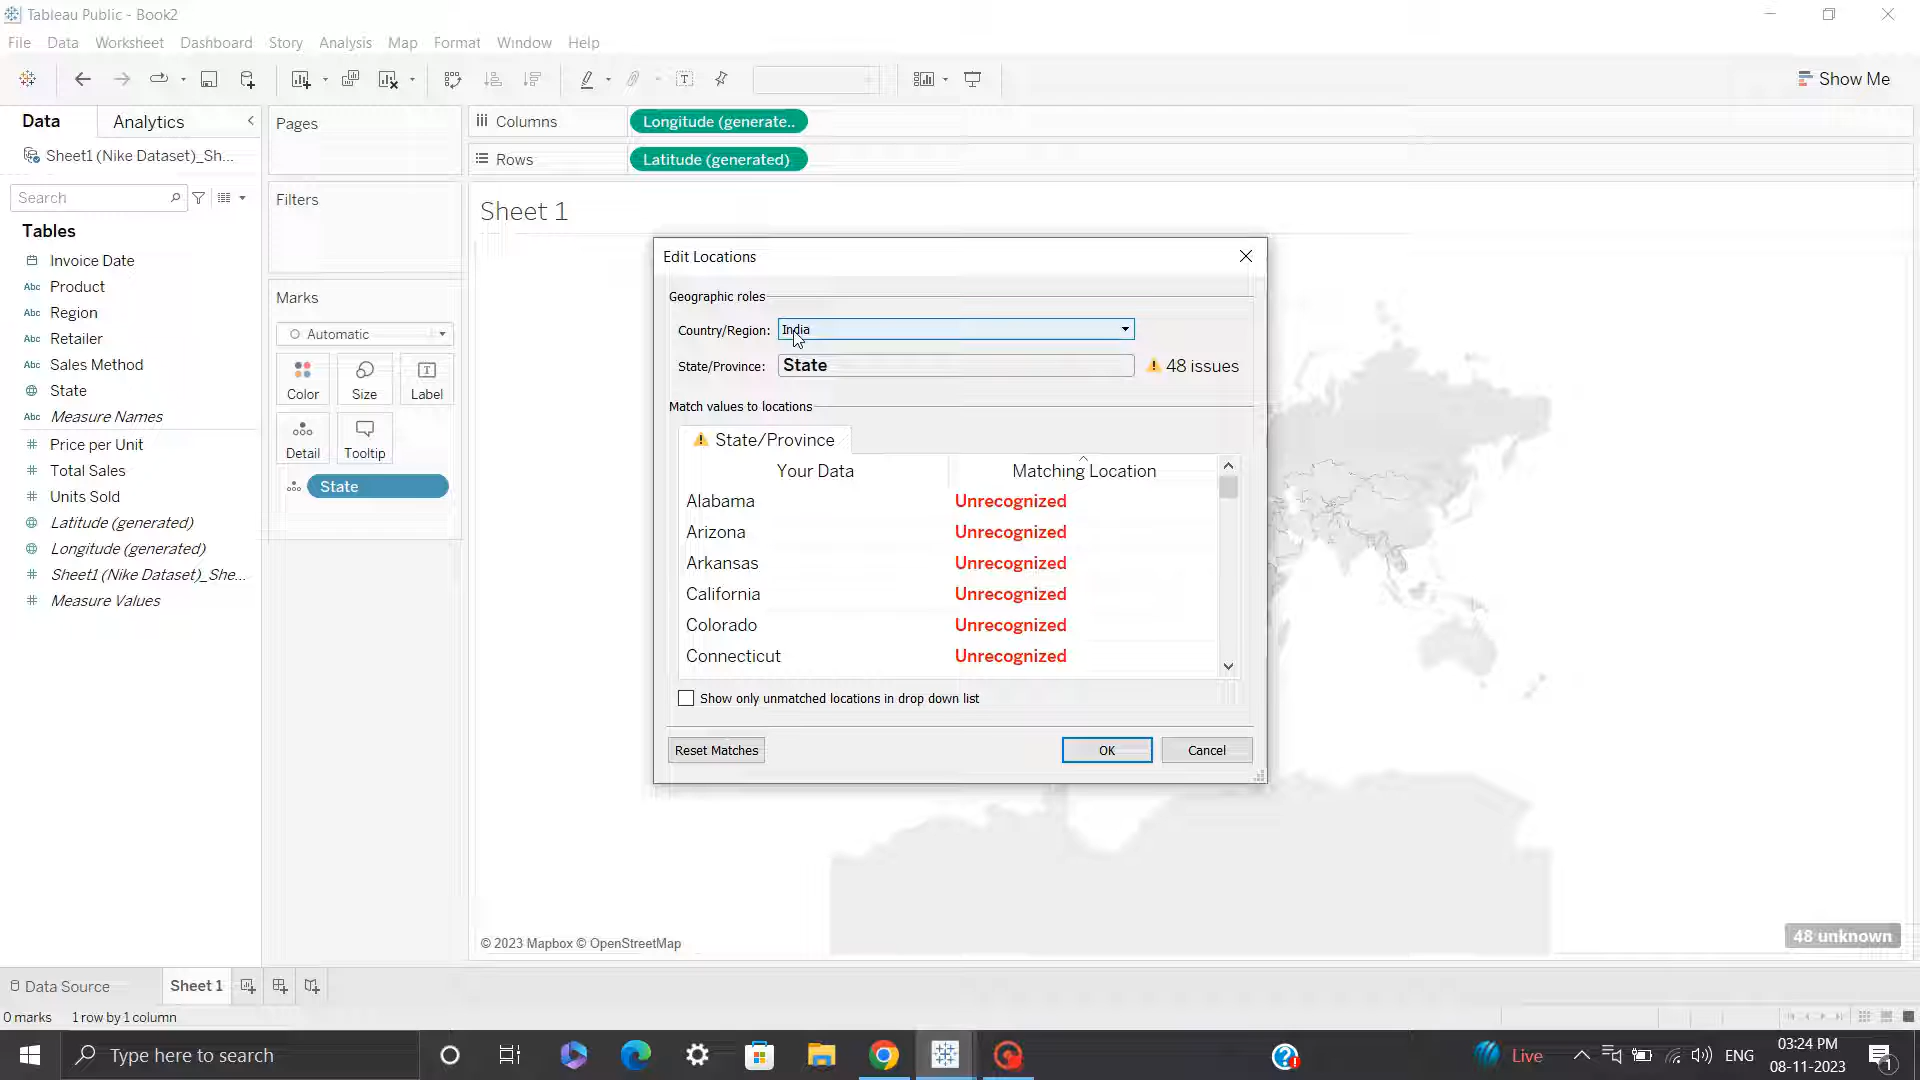 Tableau Public - Book2
File Data Worksheet Dashboard Story Analysis Map Format Window Help
Show Me
Data Analytics
Sheet1 (Nike Dataset)_Sh...
Search
Tables
Invoice Date
Abc Product
Abc Region
Abc Retailer
Abc Sales Method
State
Abc Measure Names
Price per Unit
Total Sales
Units Sold
Latitude (generated)
Longitude (generated)
Sheet1 (Nike Dataset)_She...
Measure Values
Pages
Filters
Marks
Automatic
Color Size Label
Detail Tooltip
State
Columns Longitude (generate..
Rows Latitude (generated)
Sheet 1
Edit Locations
Geographic roles
Country/Region: India
State/Province: State 48 issues
Match values to locations
State/Province
Your Data Matching Location
Alabama Unrecognized
Arizona Unrecognized
Arkansas Unrecognized
California Unrecognized
Colorado Unrecognized
Connecticut Unrecognized
Show only unmatched locations in drop down list
Reset Matches OK Cancel
© 2023 Mapbox © OpenStreetMap
48 unknown
Data Source Sheet 1
0 marks 1 row by 1 column
Type here to search
Live
ENG
03:24 PM
08-11-2023
1